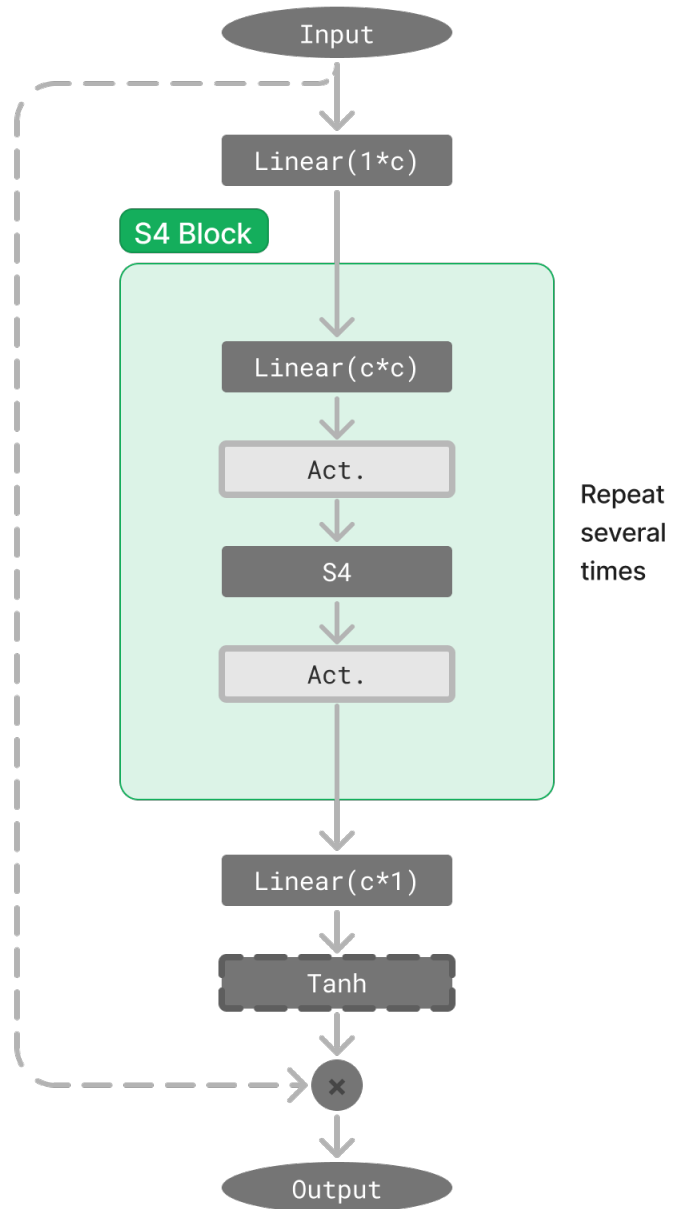 Input
Linear(1*c)
S4 Block
Linear(c*c)
Act.
S4
Act.
Repeat
several
times
Linear(c*1)
Tanh
×
Output